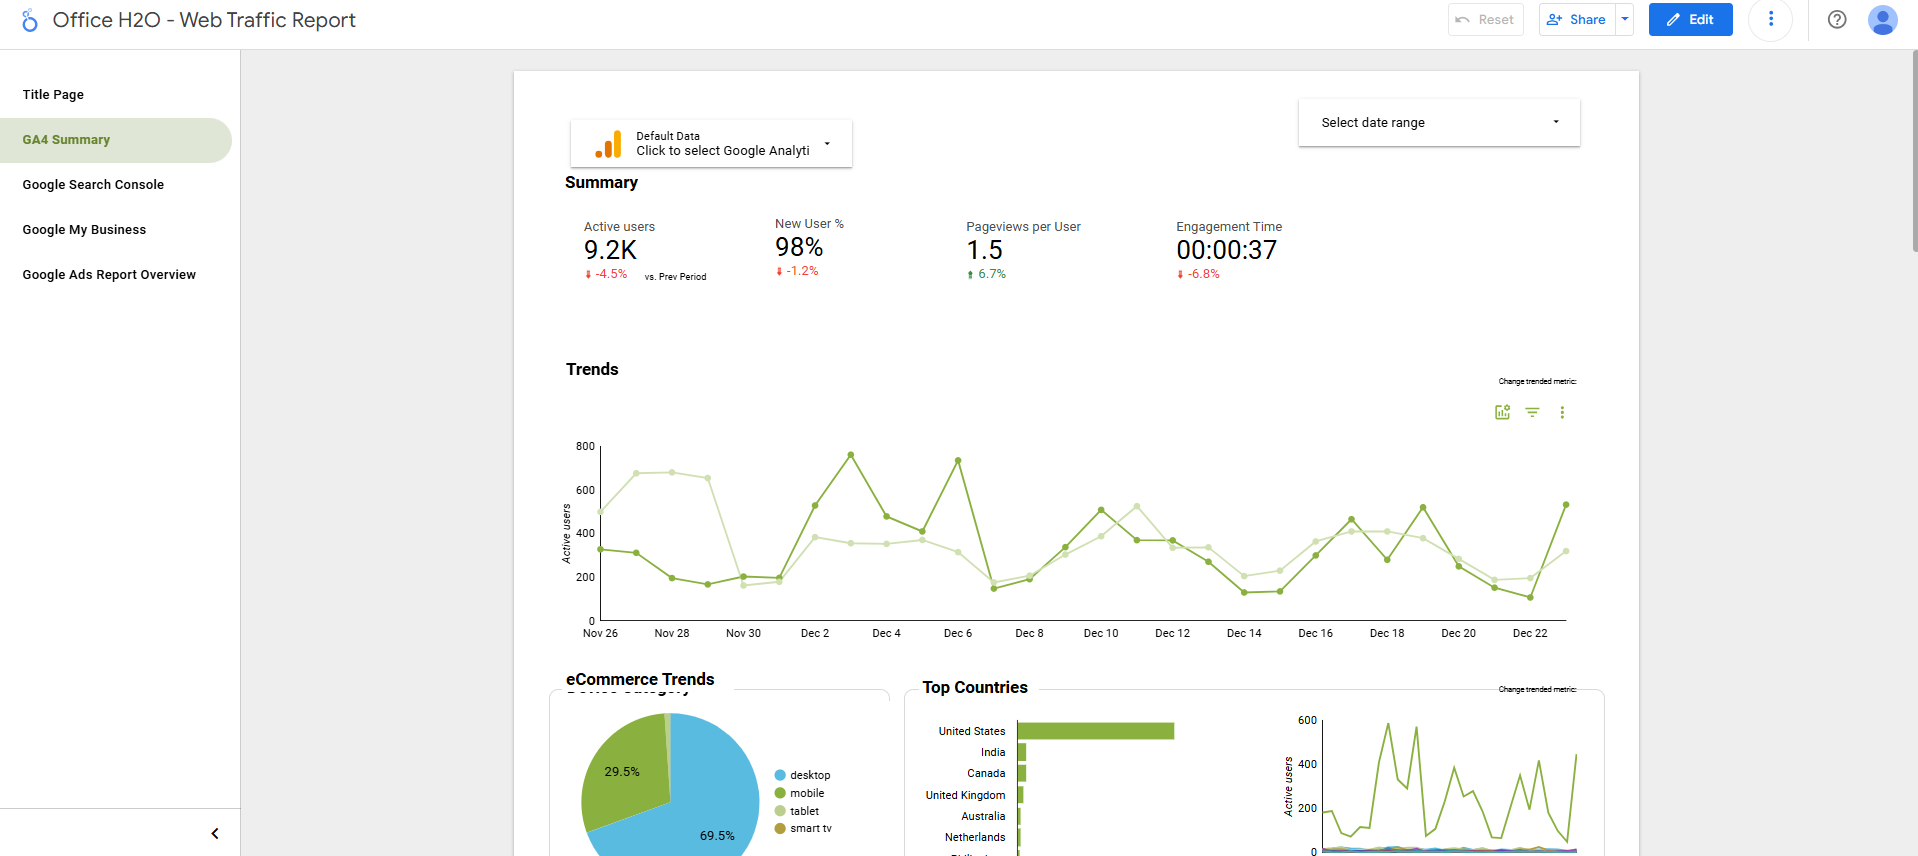 Office H2O - Web Traffic Report
Reset
Share
Edit
Title Page
GA4 Summary
Google Search Console
Google My Business
Google Ads Report Overview
Default Data
Click to select Google Analyti
Select date range
Summary
Active users
9.2K
-4.5%
vs. Prev Period
New User %
98%
-1.2%
Pageviews per User
1.5
6.7%
Engagement Time
00:00:37
-6.8%
Trends
Change trended metric:
Active users
800
600
400
200
0
Nov 26 Nov 28 Nov 30 Dec 2 Dec 4 Dec 6 Dec 8 Dec 10 Dec 12 Dec 14 Dec 16 Dec 18 Dec 20 Dec 22
eCommerce Trends
29.5%
69.5%
desktop
mobile
tablet
smart tv
Top Countries
Change trended metric:
United States
India
Canada
United Kingdom
Australia
Netherlands
Active users
600
400
200
0